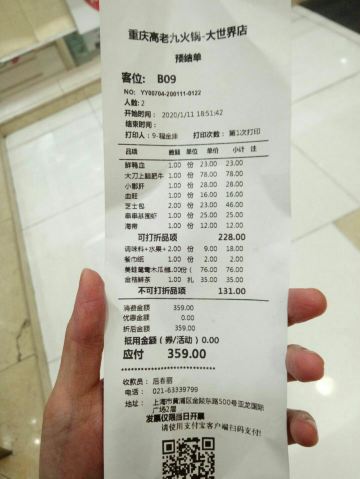 重庆高老九火锅-大世界店
预结单
客位: B09
NO: YY00704-200111-0122
人数: 2
开始时间: 2020/1/11 18:51:42
结束时间:
打印人: 9-程金沣 打印次数: 第1次打印
品项 数量 单位 单价 小计 注
鲜鸭血 1.00 份 23.00 23.00
大刀上脑肥牛 1.00 份 78.00 78.00
小郡肝 1.00 份 28.00 28.00
血旺 1.00 份 16.00 16.00
芝士包 2.00 份 23.00 46.00
串串基围虾 1.00 份 25.00 25.00
海带 1.00 份 12.00 12.00
可打折品项 228.00
调味料+水果+ 2.00 份 9.00 18.00
餐巾纸 1.00 份 2.00 2.00
美蛙鸳鸯木瓜 1.00份( 76.00 76.00
金桔鲜茶 1.00 扎 35.00 35.00
不可打折品项 131.00
消费金额 359.00
优惠金额 0.00
折后金额 359.00
抵用金额 (券/活动) 0.00
应付 359.00
收款员: 后春丽
电话: 021-63339799
地址: 上海市黄浦区金陵东路500号亚龙国际
广场2层
发票仅限当日开票
请使用支付宝客户端扫码支付!